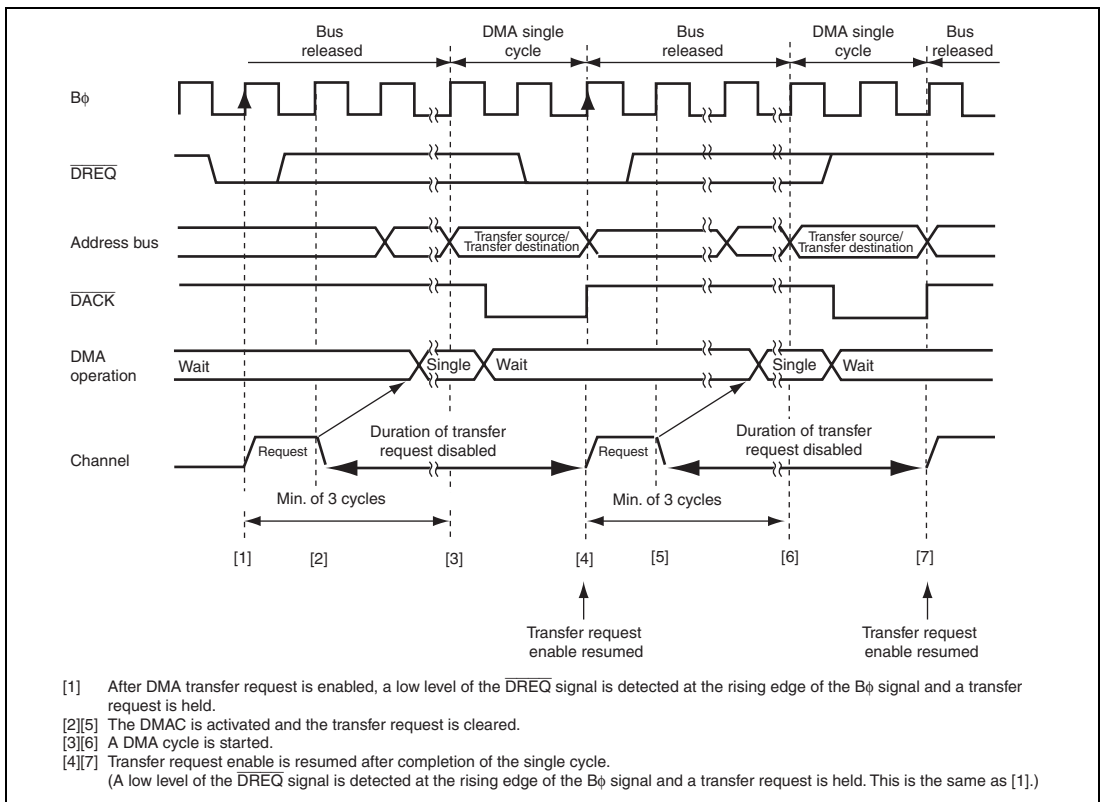 Bus released
DMA single cycle
Bus released
DMA single cycle
Bus released
Bφ
DREQ
Address bus
Transfer source/
Transfer destination
Transfer source/
Transfer destination
DACK
DMA operation
Wait
Single
Wait
Single
Wait
Channel
Request
Duration of transfer
request disabled
Request
Duration of transfer
request disabled
Min. of 3 cycles
Min. of 3 cycles
[1] [2] [3] [4] [5] [6] [7]
Transfer request
enable resumed
Transfer request
enable resumed
[1] After DMA transfer request is enabled, a low level of the DREQ signal is detected at the rising edge of the Bφ signal and a transfer
request is held.
[2][5] The DMAC is activated and the transfer request is cleared.
[3][6] A DMA cycle is started.
[4][7] Transfer request enable is resumed after completion of the single cycle.
(A low level of the DREQ signal is detected at the rising edge of the Bφ signal and a transfer request is held. This is the same as [1].)